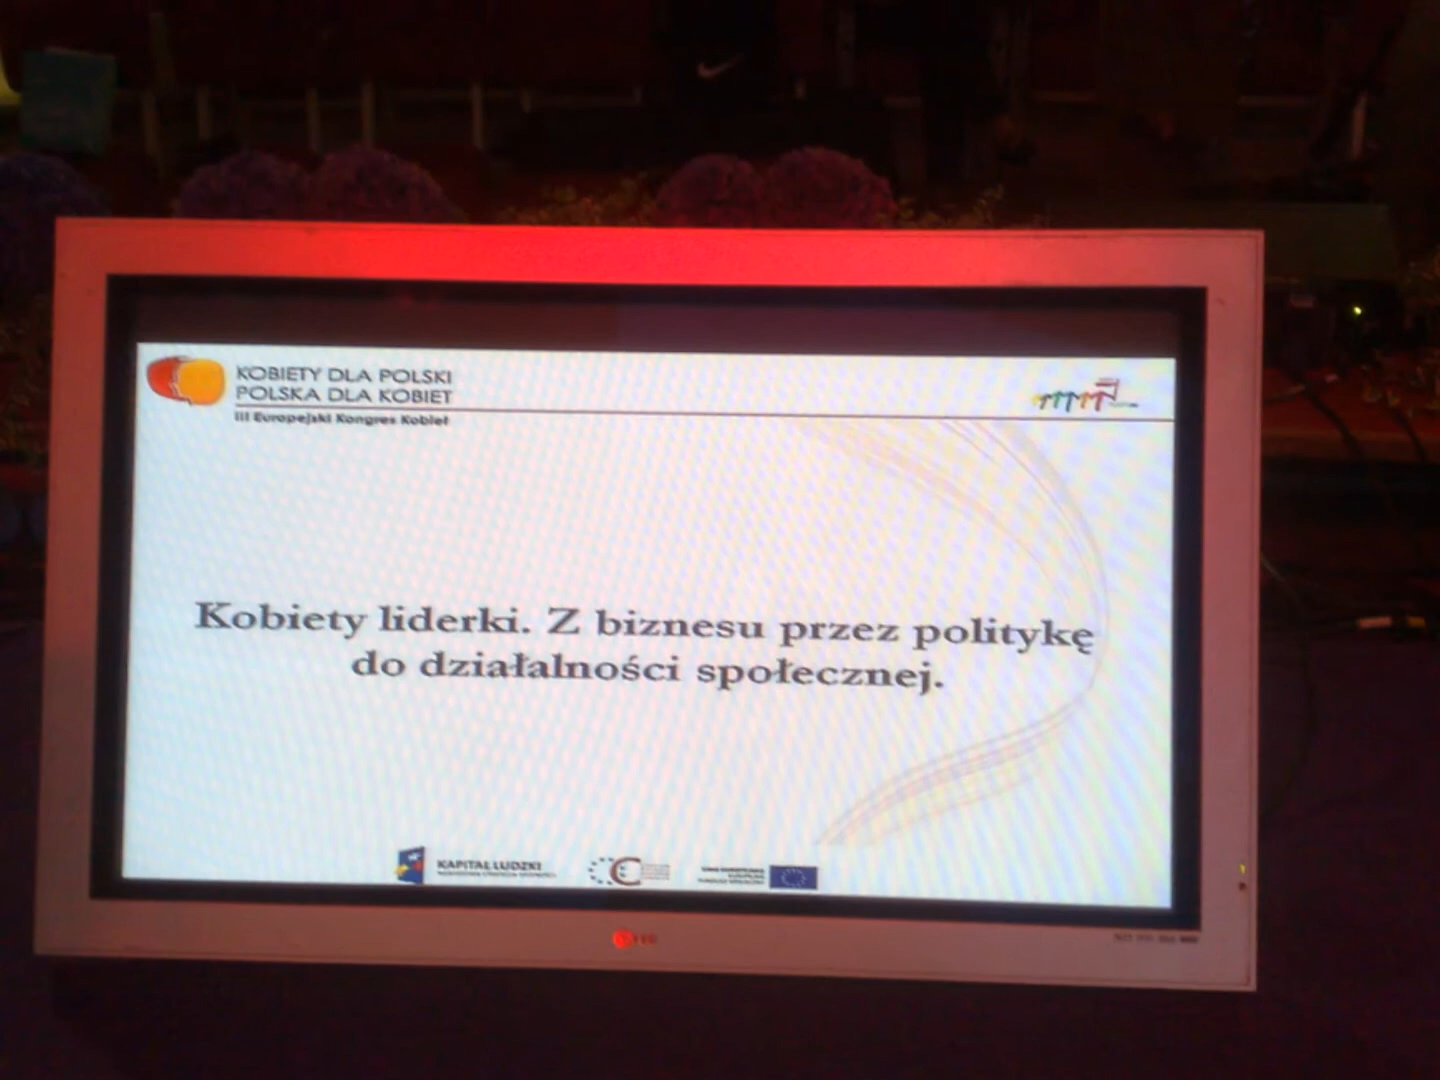 KOBIETY DLA POLSKI
POLSKA DLA KOBIET
III Europejski Kongres Kobiet
Kobiety liderki. Z biznesu przez politykę
do działalności społecznej.
KAPITAŁ LUDZKI